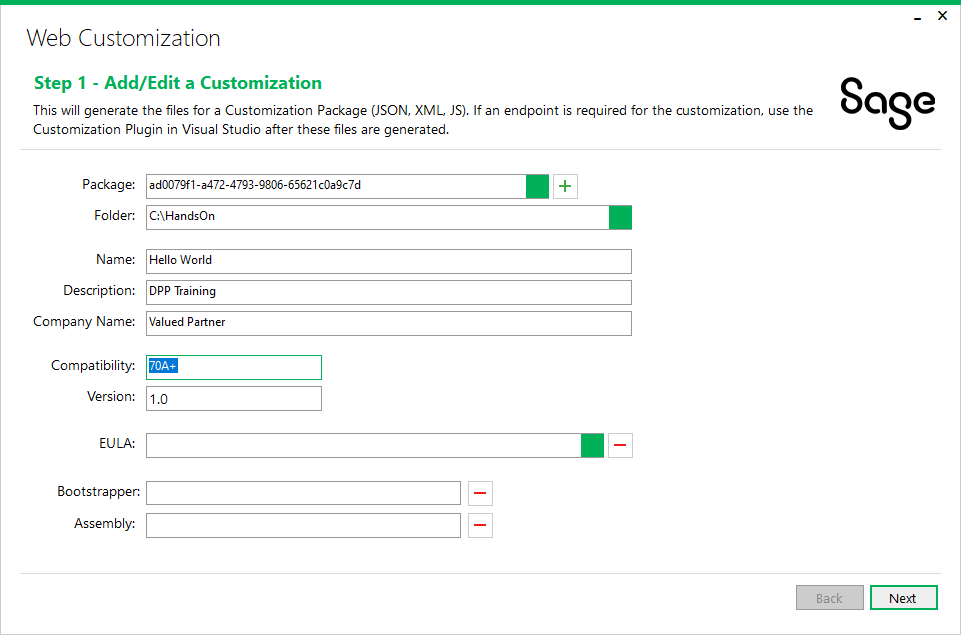 Web Customization
Step 1 - Add/Edit a Customization
This will generate the files for a Customization Package (JSON, XML, JS). If an endpoint is required for the customization, use the
Customization Plugin in Visual Studio after these files are generated.
Sage
Package: ad0079f1-a472-4793-9806-65621c0a9c7d
Folder: C:\HandsOn
Name: Hello World
Description: DPP Training
Company Name: Valued Partner
Compatibility: 70A+
Version: 1.0
EULA:
Bootstrapper:
Assembly:
Back Next